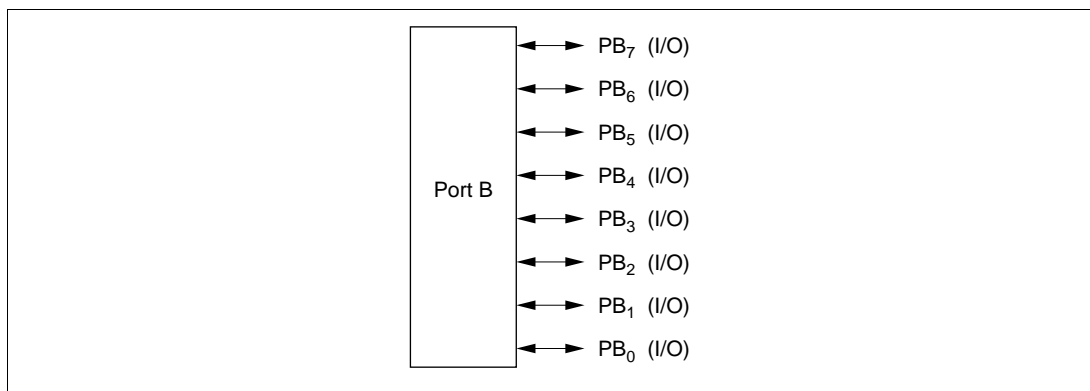 PB7 (I/O)
PB6 (I/O)
PB5 (I/O)
PB4 (I/O)
Port B
PB3 (I/O)
PB2 (I/O)
PB1 (I/O)
PB0 (I/O)